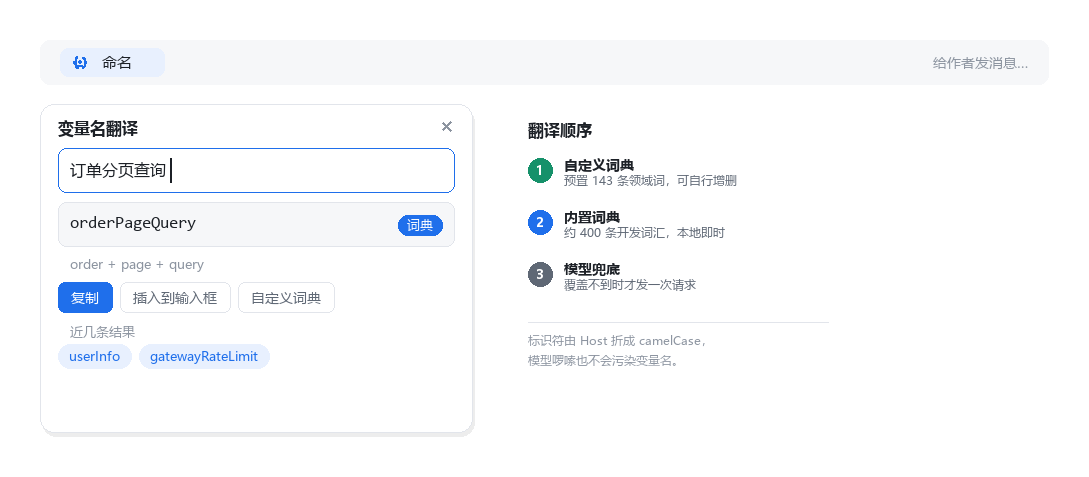 命名
给作者发消息...
变量名翻译
订单分页查询
orderPageQuery
词典
order + page + query
复制
插入到输入框
自定义词典
近几条结果
userInfo
gatewayRateLimit
翻译顺序
1
自定义词典
预置 143 条领域词，可自行增删
2
内置词典
约 400 条开发词汇，本地即时
3
模型兜底
覆盖不到时才发一次请求
标识符由 Host 折成 camelCase，
模型啰嗦也不会污染变量名。